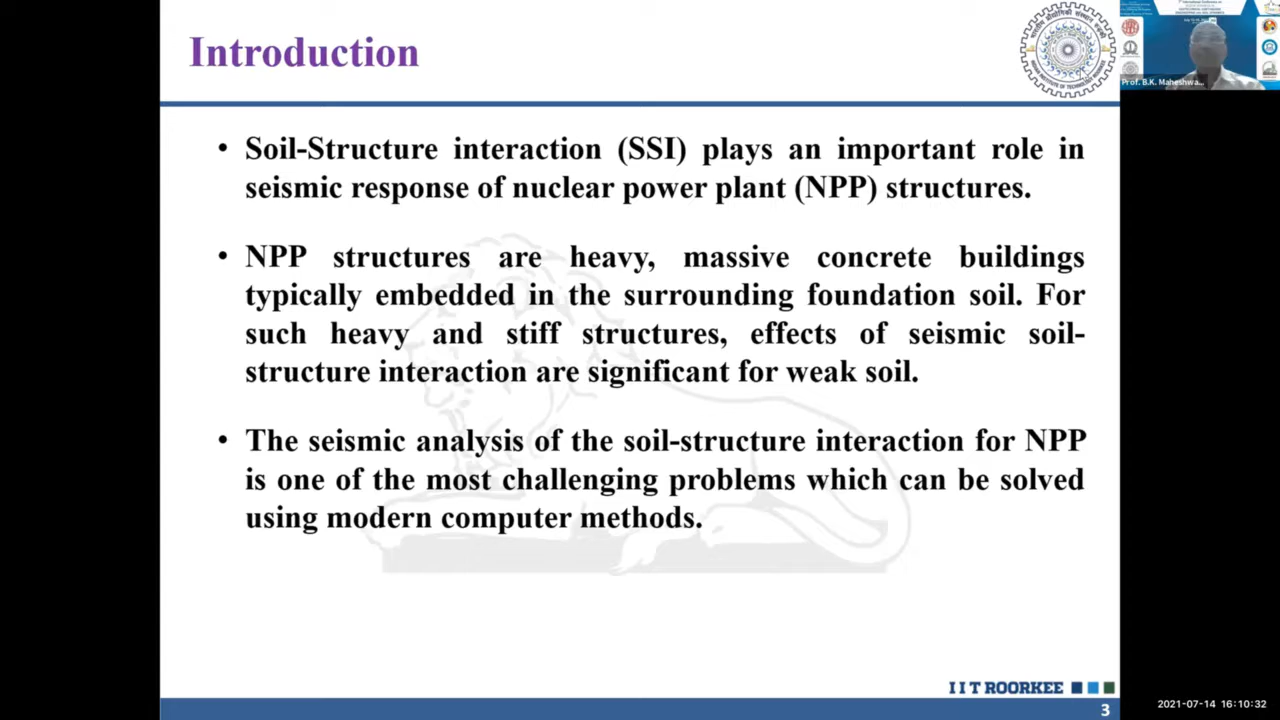 Introduction
• Soil-Structure interaction (SSI) plays an important role in
seismic response of nuclear power plant (NPP) structures.
• NPP structures are heavy, massive concrete buildings
typically embedded in the surrounding foundation soil. For
such heavy and stiff structures, effects of seismic soil-
structure interaction are significant for weak soil.
• The seismic analysis of the soil-structure interaction for NPP
is one of the most challenging problems which can be solved
using modern computer methods.
I I T ROORKEE
3
Prof. B.K. Maheshwa...
2021-07-14 16:10:32